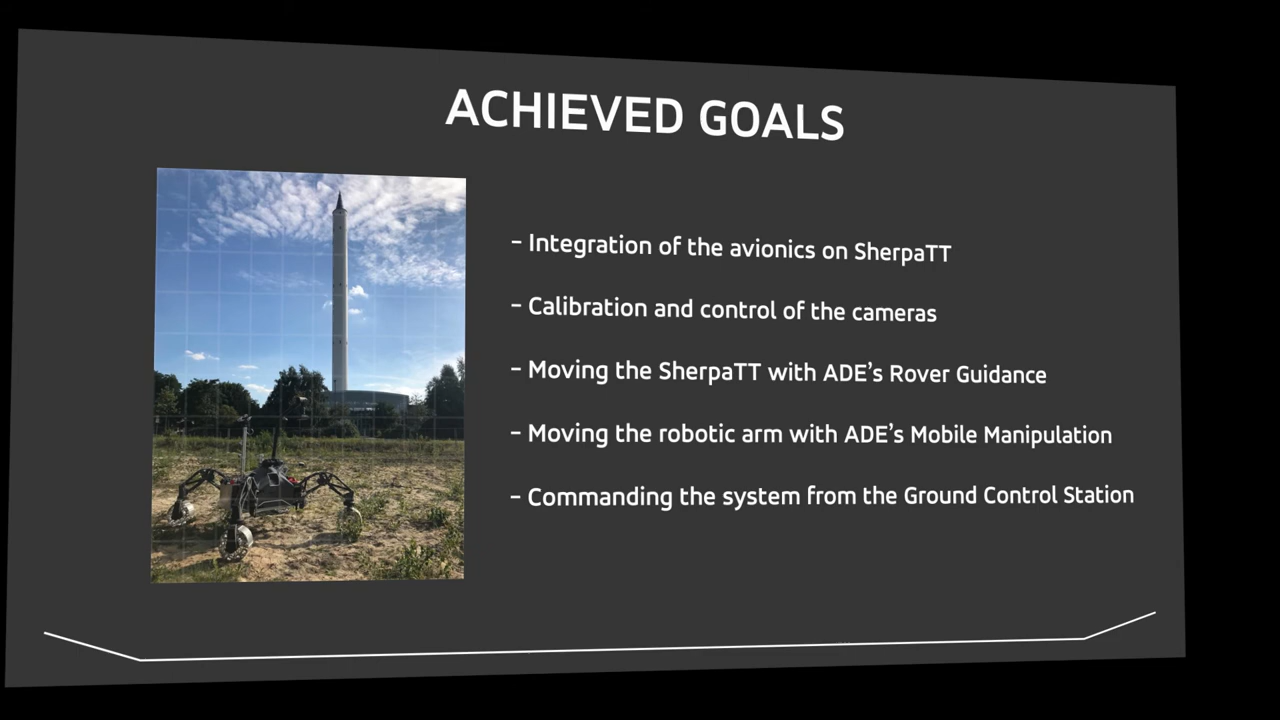 ACHIEVED GOALS
– Integration of the avionics on SherpaTT
– Calibration and control of the cameras
– Moving the SherpaTT with ADE’s Rover Guidance
– Moving the robotic arm with ADE’s Mobile Manipulation
– Commanding the system from the Ground Control Station